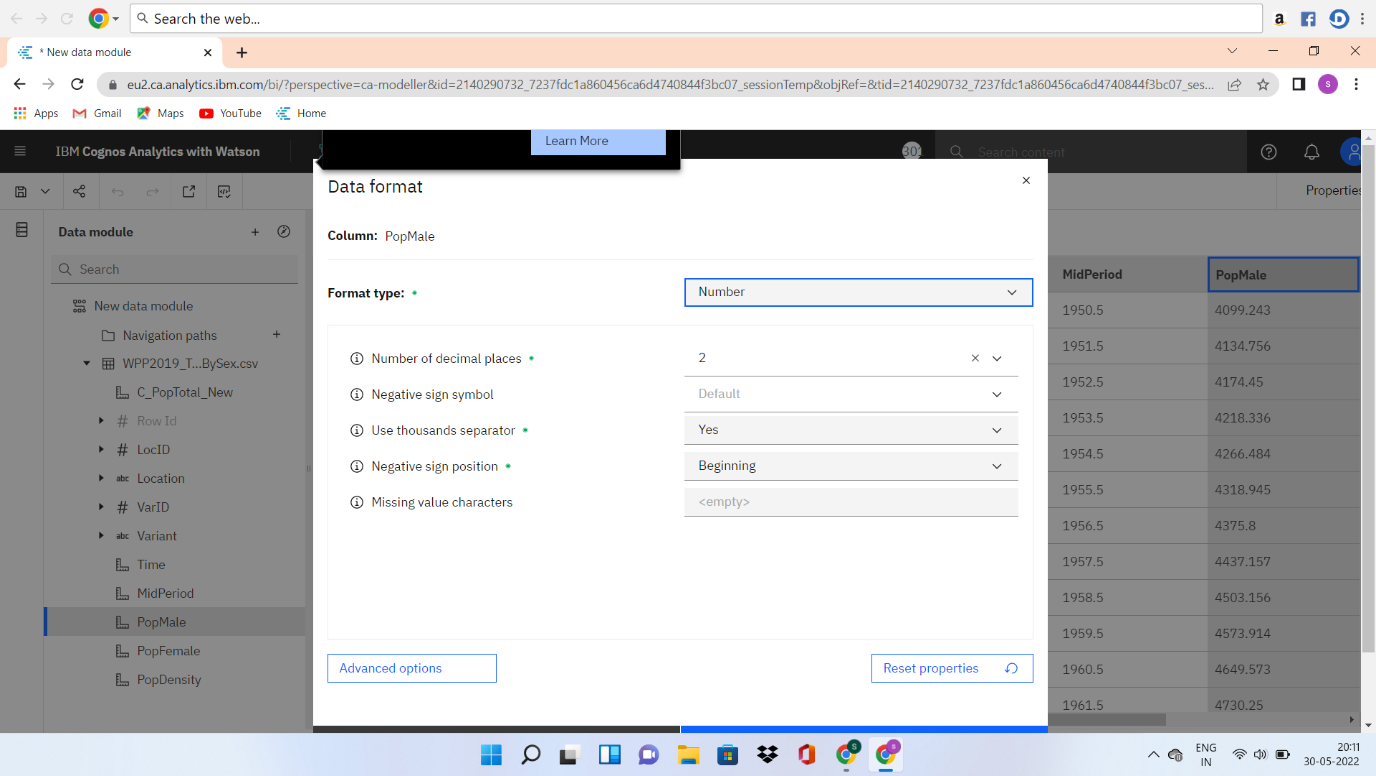 Search the web...
a
* New data module
eu2.ca.analytics.ibm.com/bi/?perspective=ca-modeller&id=2140290732_7237fdc1a860456ca6d4740844f3bc07_sessionTemp&objRef=&tid=2140290732_7237fdc1a860456ca6d4740844f3bc07_ses...
S
Apps
Gmail
Maps
YouTube
Home
Learn More
IBM Cognos Analytics with Watson
301
Search content
Properties
Data format
Column: PopMale
Format type:
Number
Number of decimal places
2
Negative sign symbol
Default
Use thousands separator
Yes
Negative sign position
Beginning
Missing value characters
<empty>
Advanced options
Reset properties
Data module
Search
New data module
Navigation paths
WPP2019_T...BySex.csv
C_PopTotal_New
# Row Id
# LocID
abc Location
# VarID
abc Variant
Time
MidPeriod
PopMale
PopFemale
PopDensity
MidPeriod PopMale
1950.5 4099.243
1951.5 4134.756
1952.5 4174.45
1953.5 4218.336
1954.5 4266.484
1955.5 4318.945
1956.5 4375.8
1957.5 4437.157
1958.5 4503.156
1959.5 4573.914
1960.5 4649.573
1961.5 4730.25
ENG
IN
20:11
30-05-2022